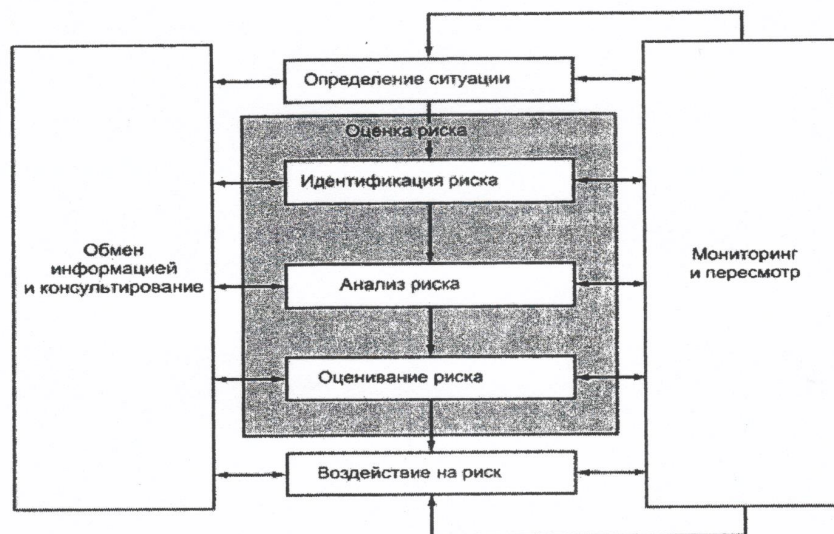 Определение ситуации
Оценка риска
Идентификация риска
Обмен
информацией
и консультирование
Анализ риска
Мониторинг
и пересмотр
Оценивание риска
Воздействие на риск